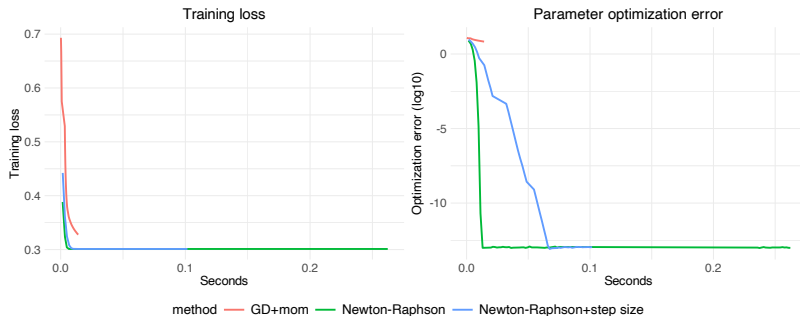 Training loss
Training loss
0.7
0.6
0.5
0.4
0.3
0.0
0.1
0.2
Seconds
Parameter optimization error
Optimization error (log10)
0
-5
-10
0.0
0.1
0.2
Seconds
method GD+mom Newton-Raphson Newton-Raphson+step size